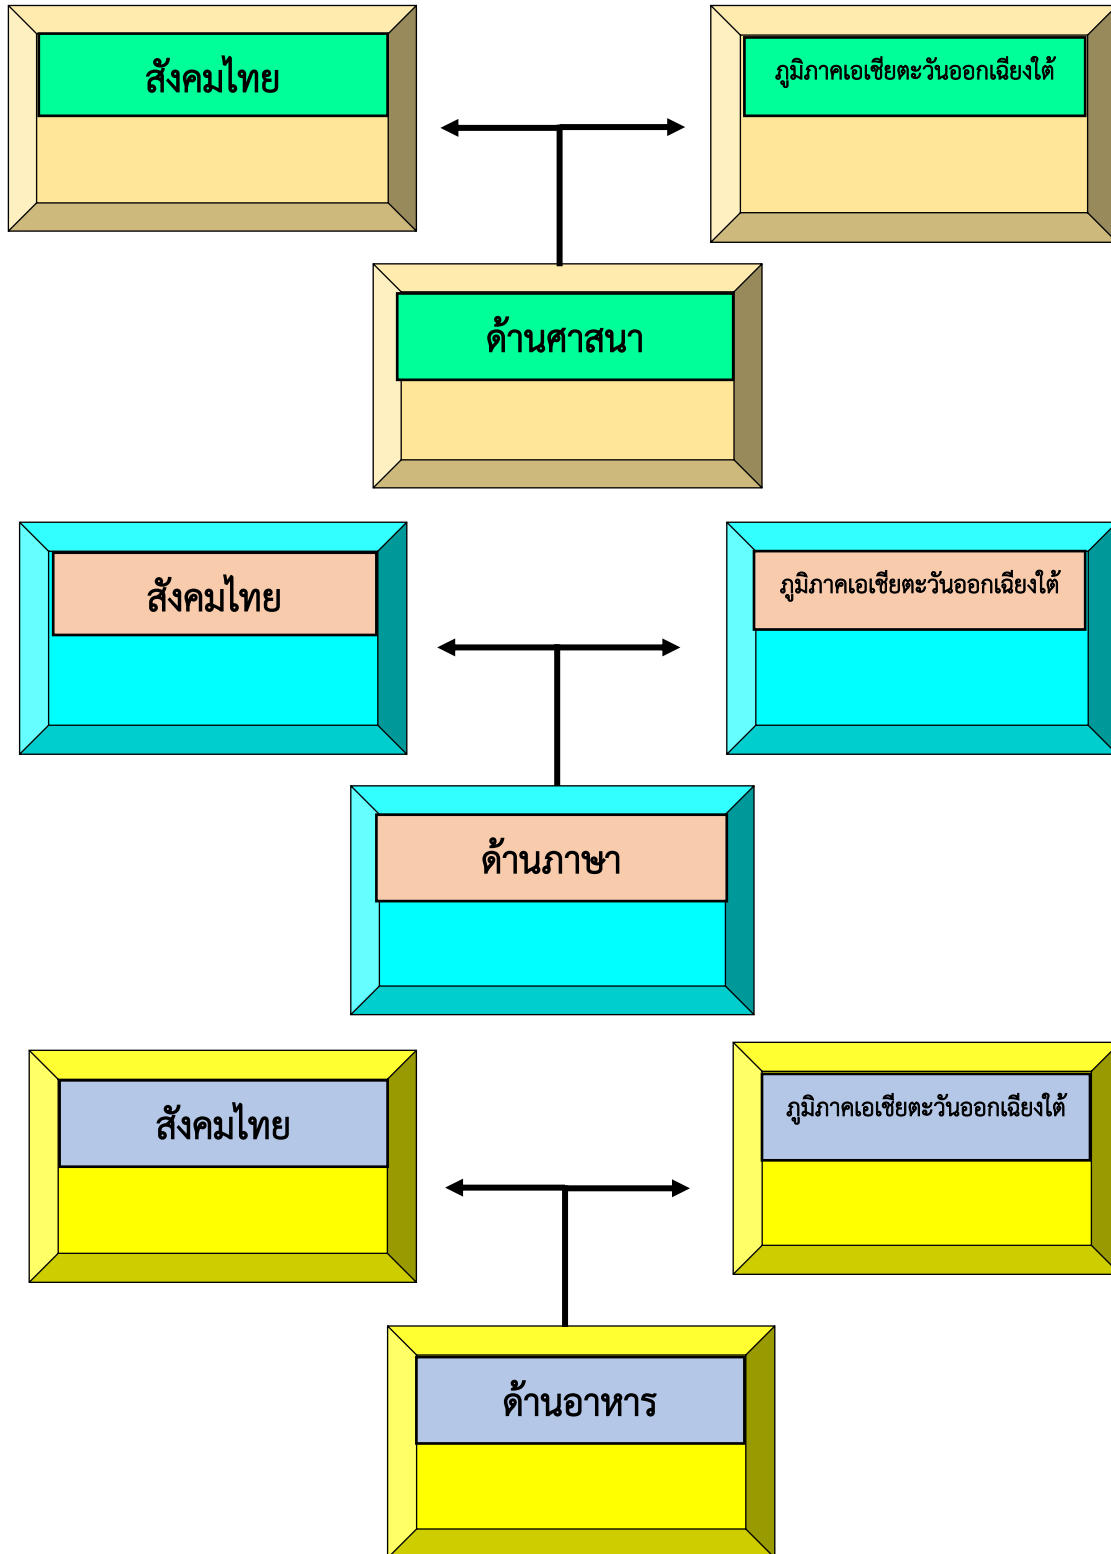 สังคมไทย
ภูมิภาคเอเชียตะวันออกเฉียงใต้
ด้านศาสนา
สังคมไทย
ภูมิภาคเอเชียตะวันออกเฉียงใต้
ด้านภาษา
สังคมไทย
ภูมิภาคเอเชียตะวันออกเฉียงใต้
ด้านอาหาร